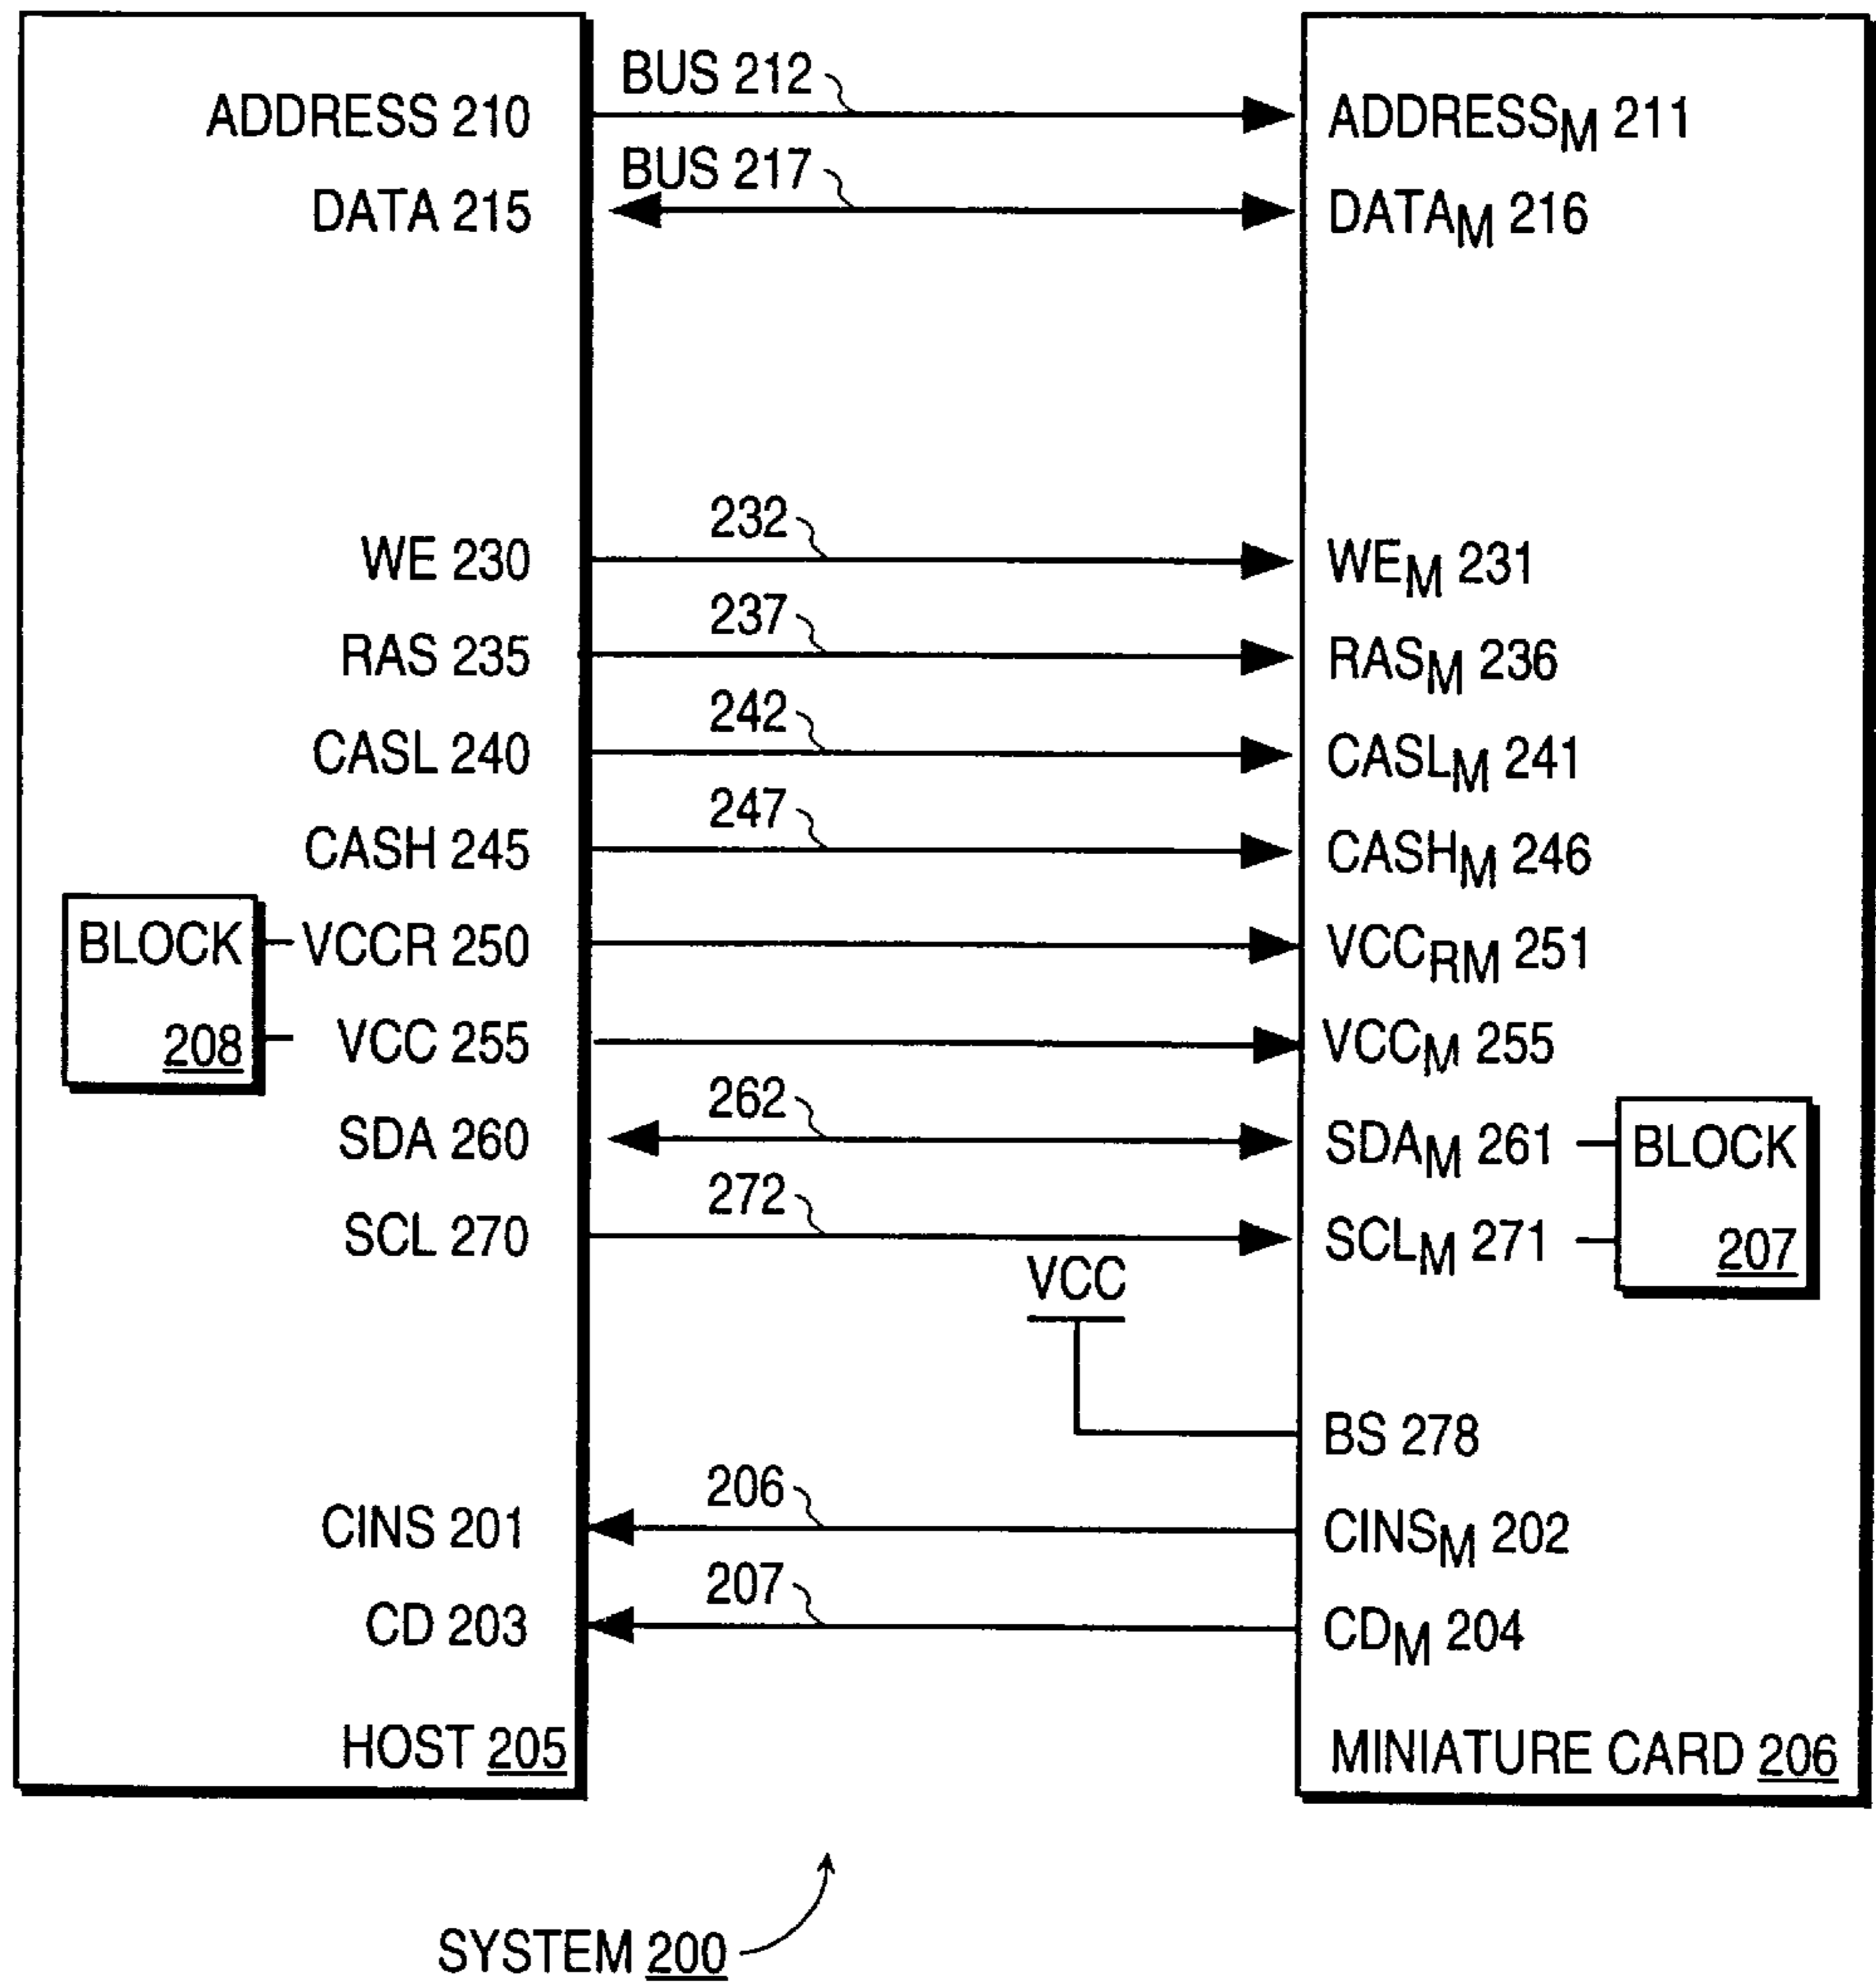 BUS 212
ADDRESS 210
ADDRESSM 211
BUS 217
DATA 215
DATAM 216
232
WE 230
WEM 231
237
RAS 235
RASM 236
242
CASL 240
CASLM 241
247
CASH 245
CASHM 246
BLOCK
208
VCCR 250
VCCRM 251
VCC 255
VCCM 255
262
SDA 260
SDAM 261
BLOCK
207
272
SCL 270
SCLM 271
VCC
BS 278
206
CINS 201
CINSM 202
207
CD 203
CDM 204
HOST 205
MINIATURE CARD 206
SYSTEM 200